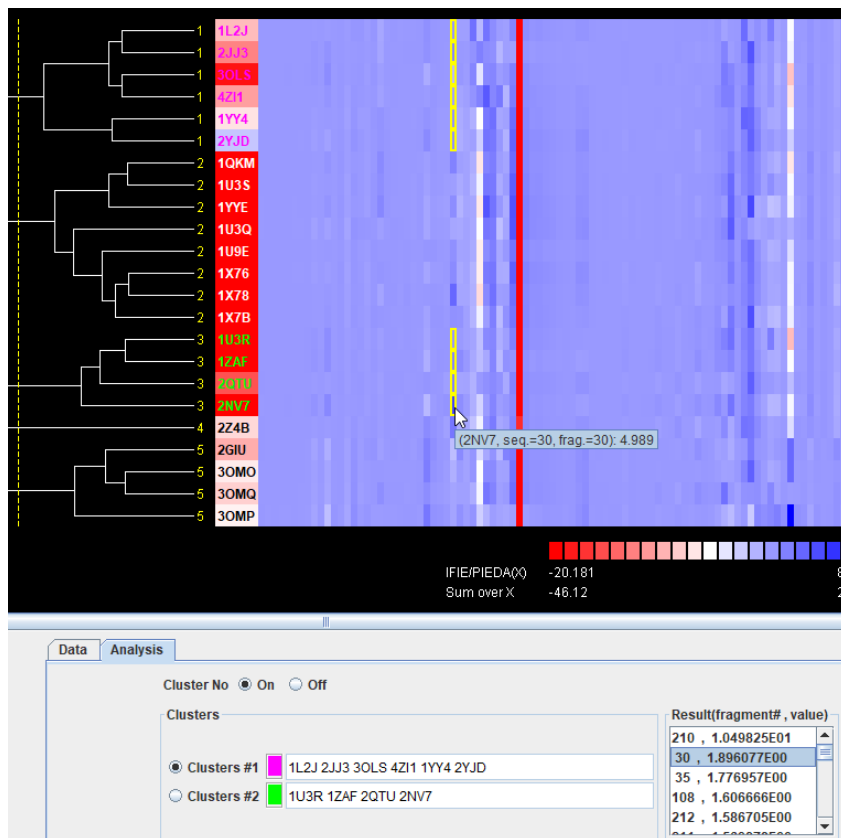 1 1L2J
1 2JJ3
1 3OLS
1 4ZI1
1 1YY4
1 2YJD
2 1QKM
2 1U3S
2 1YYE
2 1U3Q
2 1U9E
2 1X76
2 1X78
2 1X7B
3 1U3R
3 1ZAF
3 2QTU
3 2NV7
4 2Z4B
(2NV7, seq.=30, frag.=30): 4.989
5 2GIU
5 3OMO
5 3OMQ
5 3OMP
IFIE/PIEDA(X) -20.181 8
Sum over X -46.12 2
Data Analysis
Cluster No On Off
Clusters
Result(fragment# , value)
210 , 1.049825E01
30 , 1.896077E00
35 , 1.776957E00
108 , 1.606666E00
212 , 1.586705E00
Clusters #1 1L2J 2JJ3 3OLS 4ZI1 1YY4 2YJD
Clusters #2 1U3R 1ZAF 2QTU 2NV7